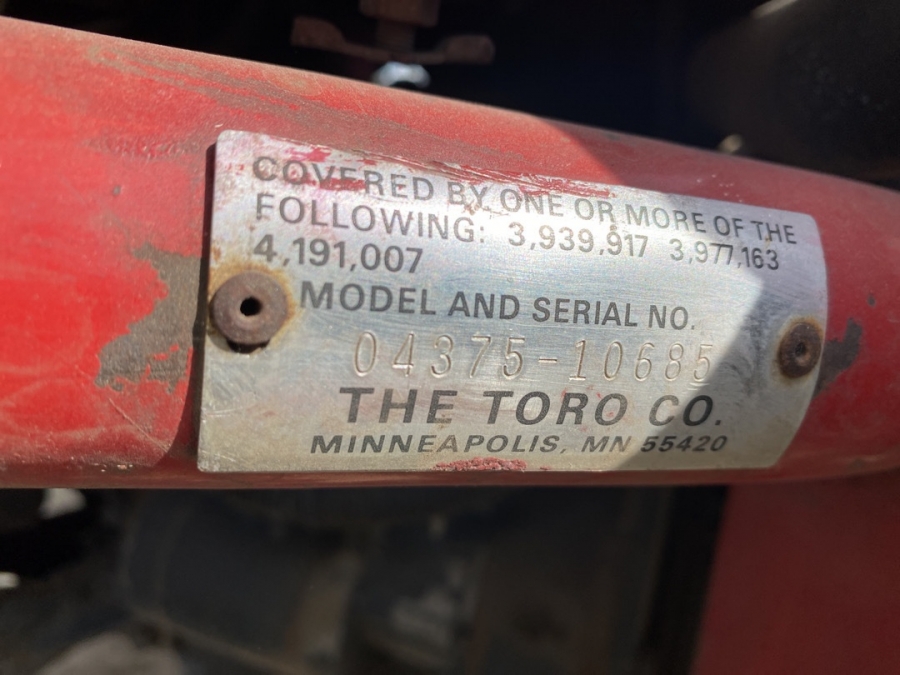 COVERED BY ONE OR MORE OF THE
FOLLOWING: 3,939,917 3,977,163
4,191,007
MODEL AND SERIAL NO.
04375-10685
THE TORO CO.
MINNEAPOLIS, MN 55420